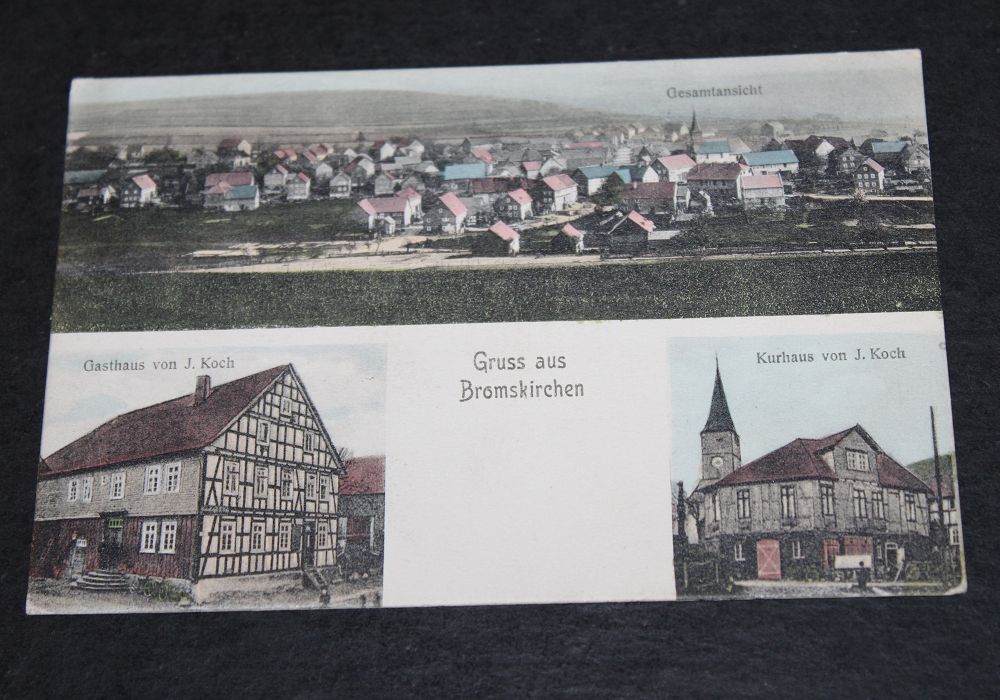 Gesamtansicht
Gasthaus von J. Koch
Gruss aus
Bromskirchen
Kurhaus von J. Koch